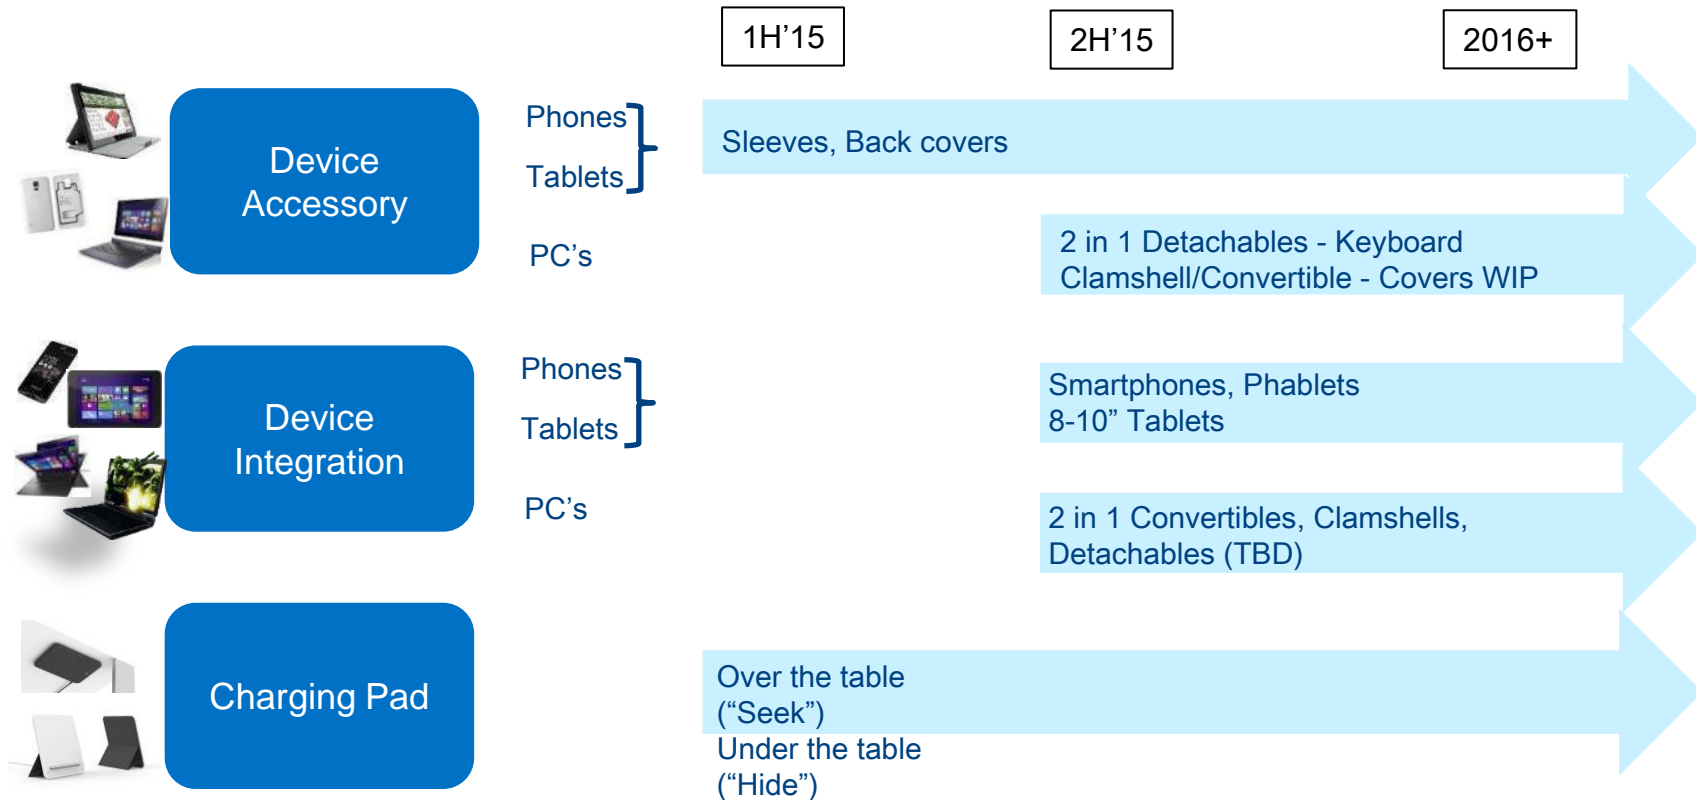 1H’15
2H’15
2016+
Device
Accessory
Phones
Tablets
PC’s
Sleeves, Back covers
2 in 1 Detachables - Keyboard
Clamshell/Convertible - Covers WIP
Device
Integration
Phones
Tablets
PC’s
Smartphones, Phablets
8-10” Tablets
2 in 1 Convertibles, Clamshells,
Detachables (TBD)
Charging Pad
Over the table
(“Seek”)
Under the table
(“Hide”)